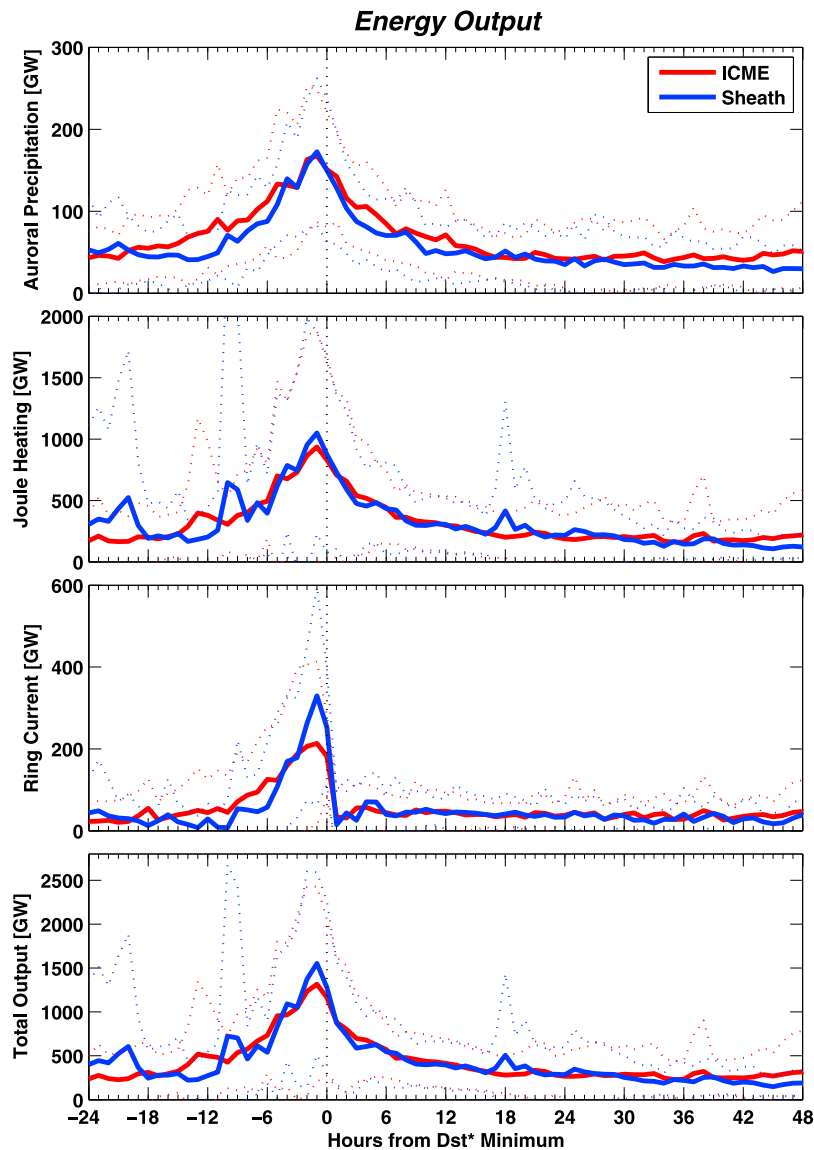 Energy Output
Auroral Precipitation [GW]
300
200
100
0
ICME
Sheath
Joule Heating [GW]
2000
1500
1000
500
0
Ring Current [GW]
600
400
200
0
Total Output [GW]
2500
2000
1500
1000
500
0
−24 −18 −12 −6 0 6 12 18 24 30 36 42 48
Hours from Dst* Minimum